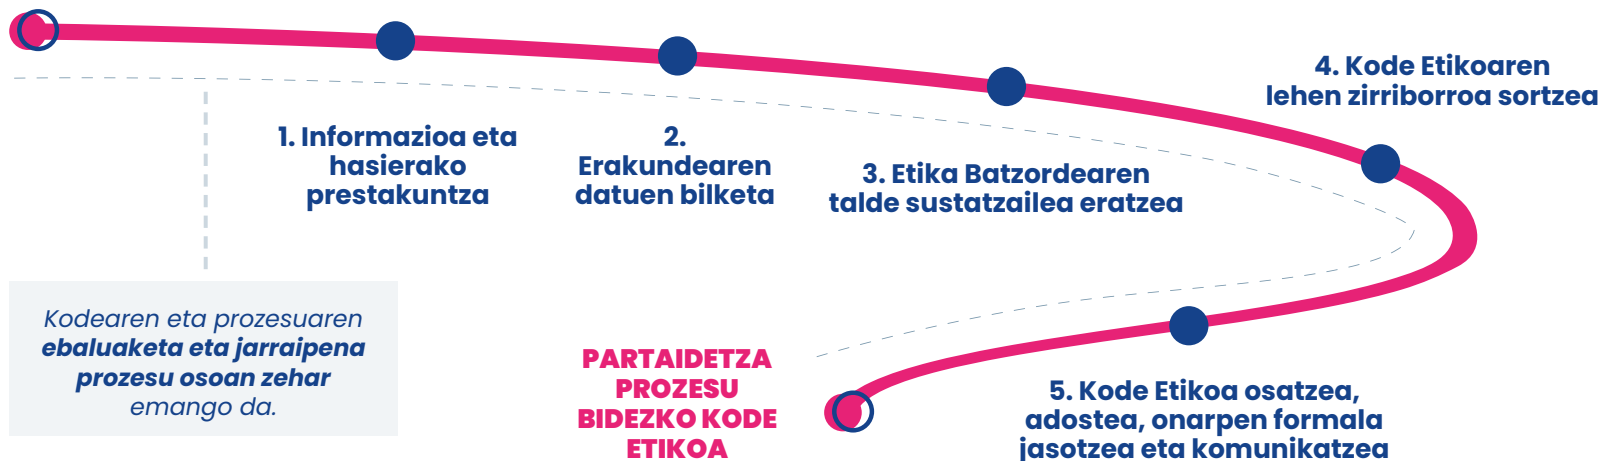 1. Informazioa eta
hasierako
prestakuntza
2.
Erakundearen
datuen bilketa
3. Etika Batzordearen
talde sustatzailea eratzea
4. Kode Etikoaren
lehen zirriborroa sortzea
5. Kode Etikoa osatzea,
adostea, onarpen formala
jasotzea eta komunikatzea
PARTAIDETZA
PROZESU
BIDEZKO KODE
ETIKOA
Kodearen eta prozesuaren
ebaluaketa eta jarraipena
prozesu osoan zehar
emango da.